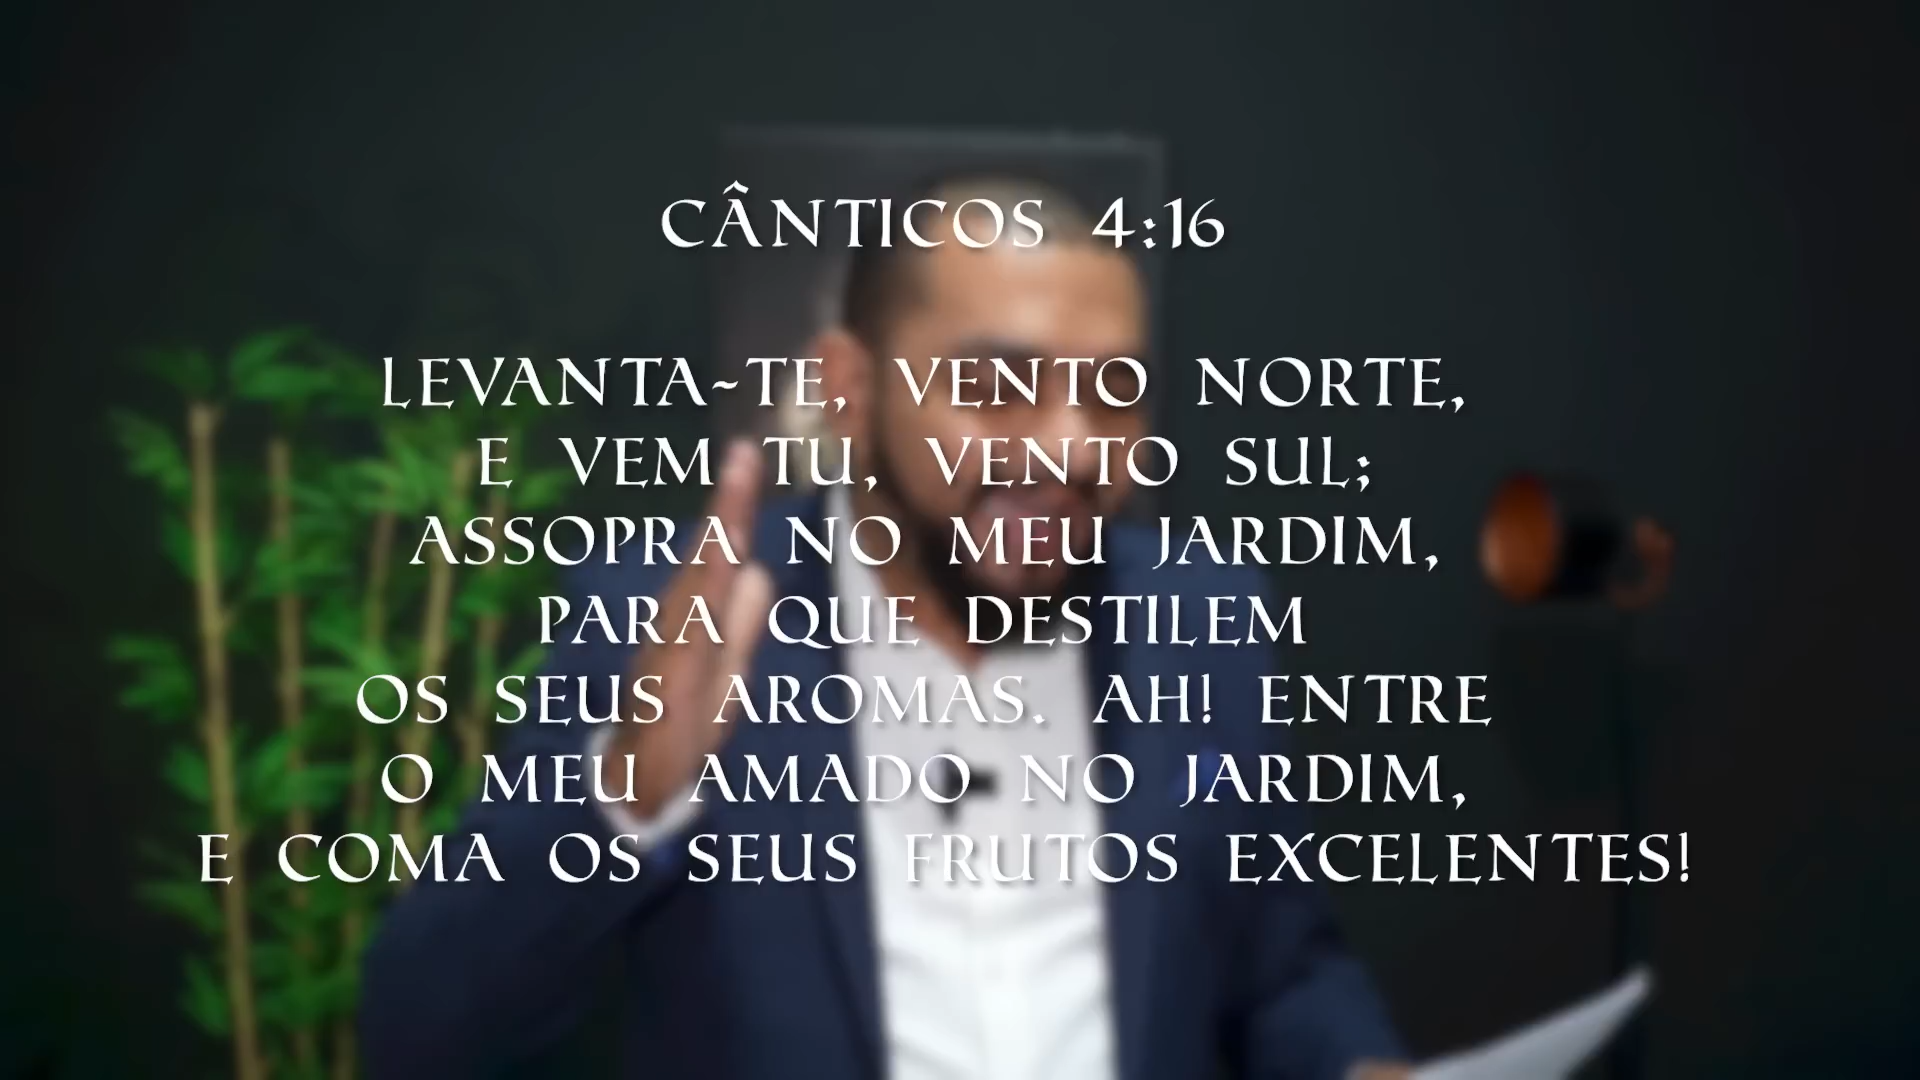 CÂNTICOS 4:16
LEVANTA-TE, VENTO NORTE,
E VEM TU, VENTO SUL;
ASSOPRA NO MEU JARDIM,
PARA QUE DESTILEM
OS SEUS AROMAS. AH! ENTRE
O MEU AMADO NO JARDIM,
E COMA OS SEUS FRUTOS EXCELENTES!